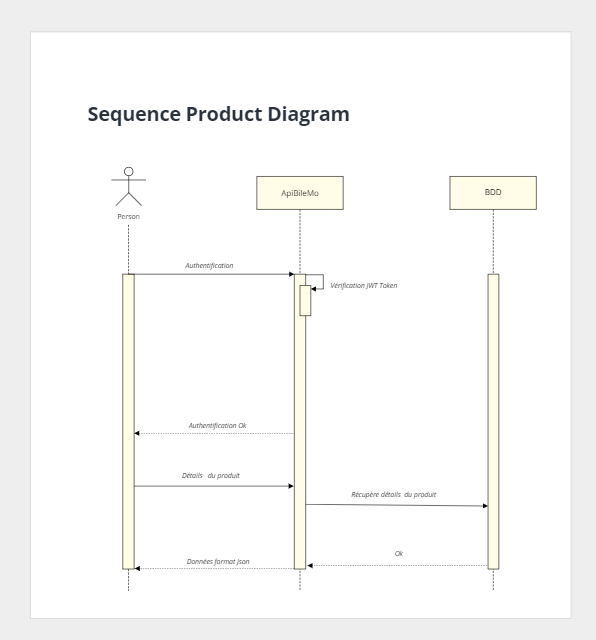 Sequence Product Diagram
Person
ApiBileMo
BDD
Authentification
Vérification JWT Token
Authentification Ok
Détails du produit
Récupère détails du produit
Ok
Données format Json